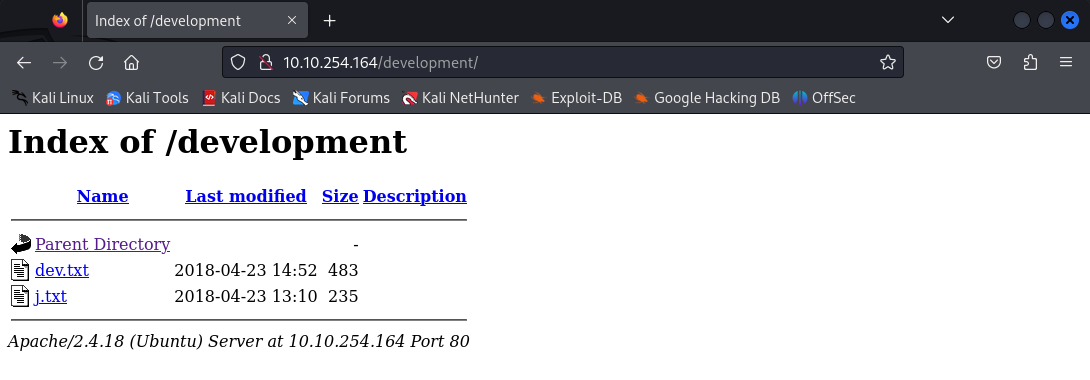 Index of /development
10.10.254.164/development/
Kali Linux Kali Tools Kali Docs Kali Forums Kali NetHunter Exploit-DB Google Hacking DB OffSec
Index of /development
Name Last modified Size Description
Parent Directory -
dev.txt 2018-04-23 14:52 483
j.txt 2018-04-23 13:10 235
Apache/2.4.18 (Ubuntu) Server at 10.10.254.164 Port 80